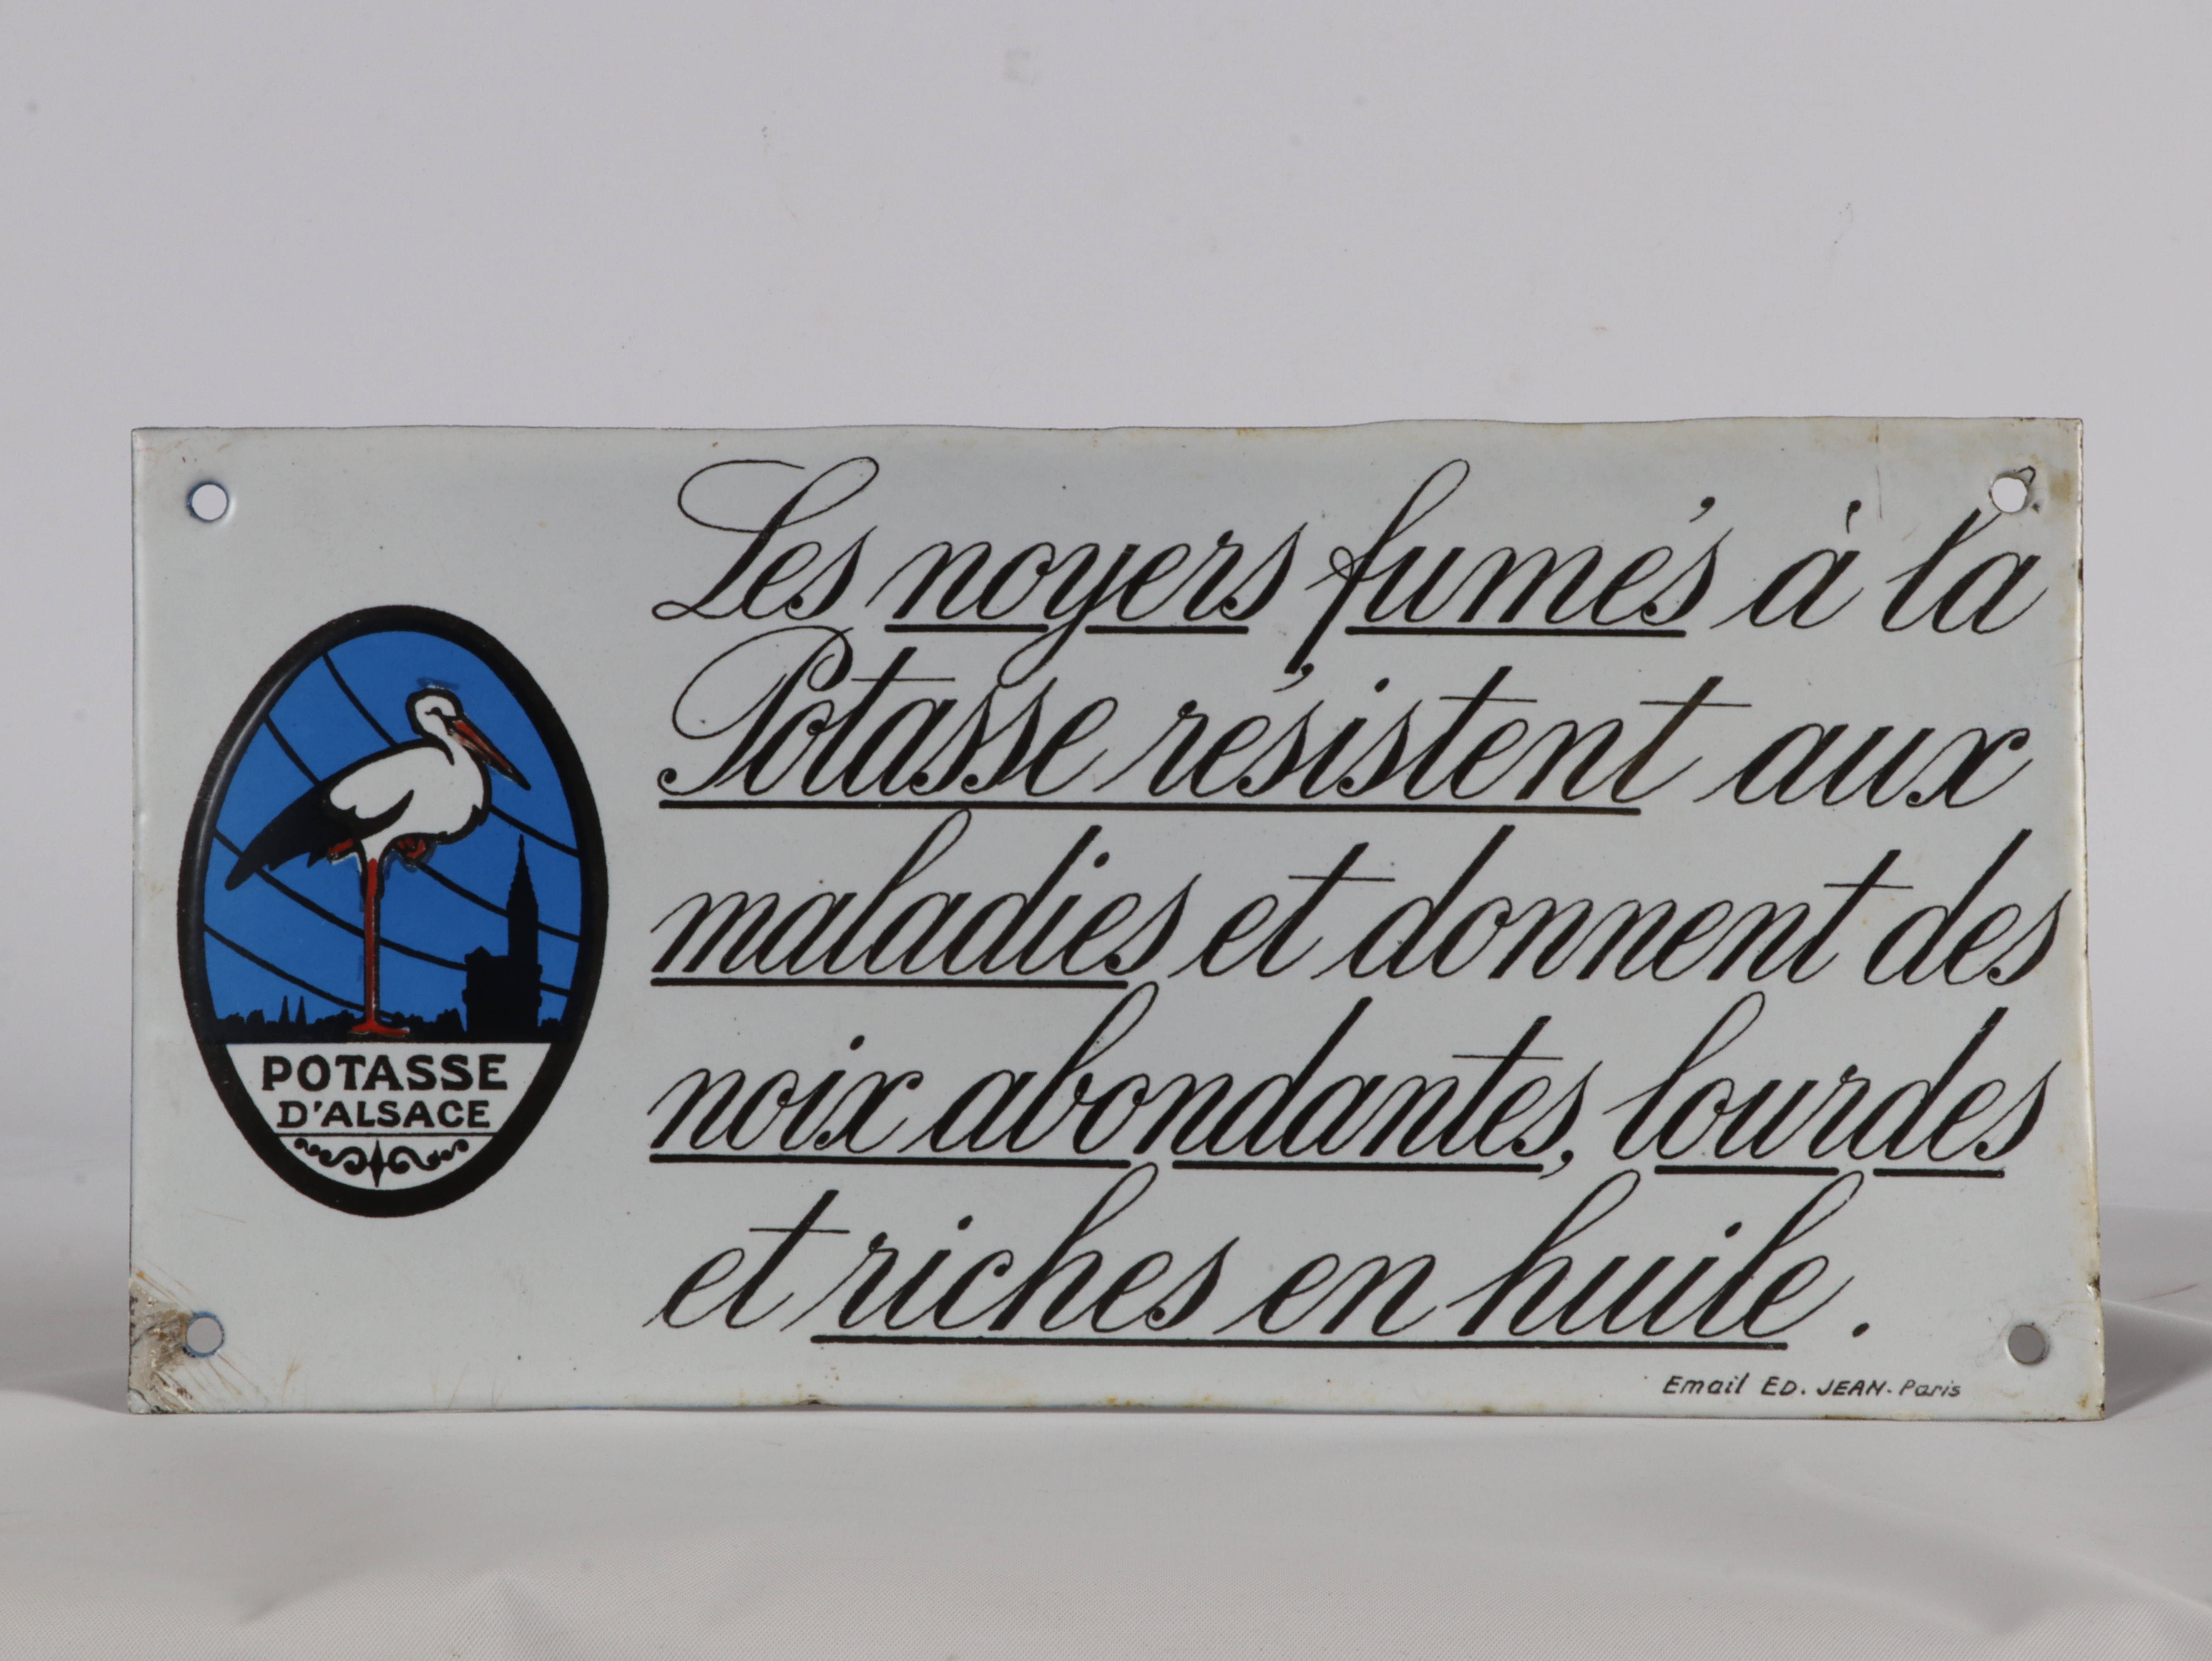 Les noyers fumés à la
Potasse résistent aux
maladies et donnent des
noix abondantes, lourdes
et riches en huile.
POTASSE
D'ALSACE
Email ED. JEAN - Paris